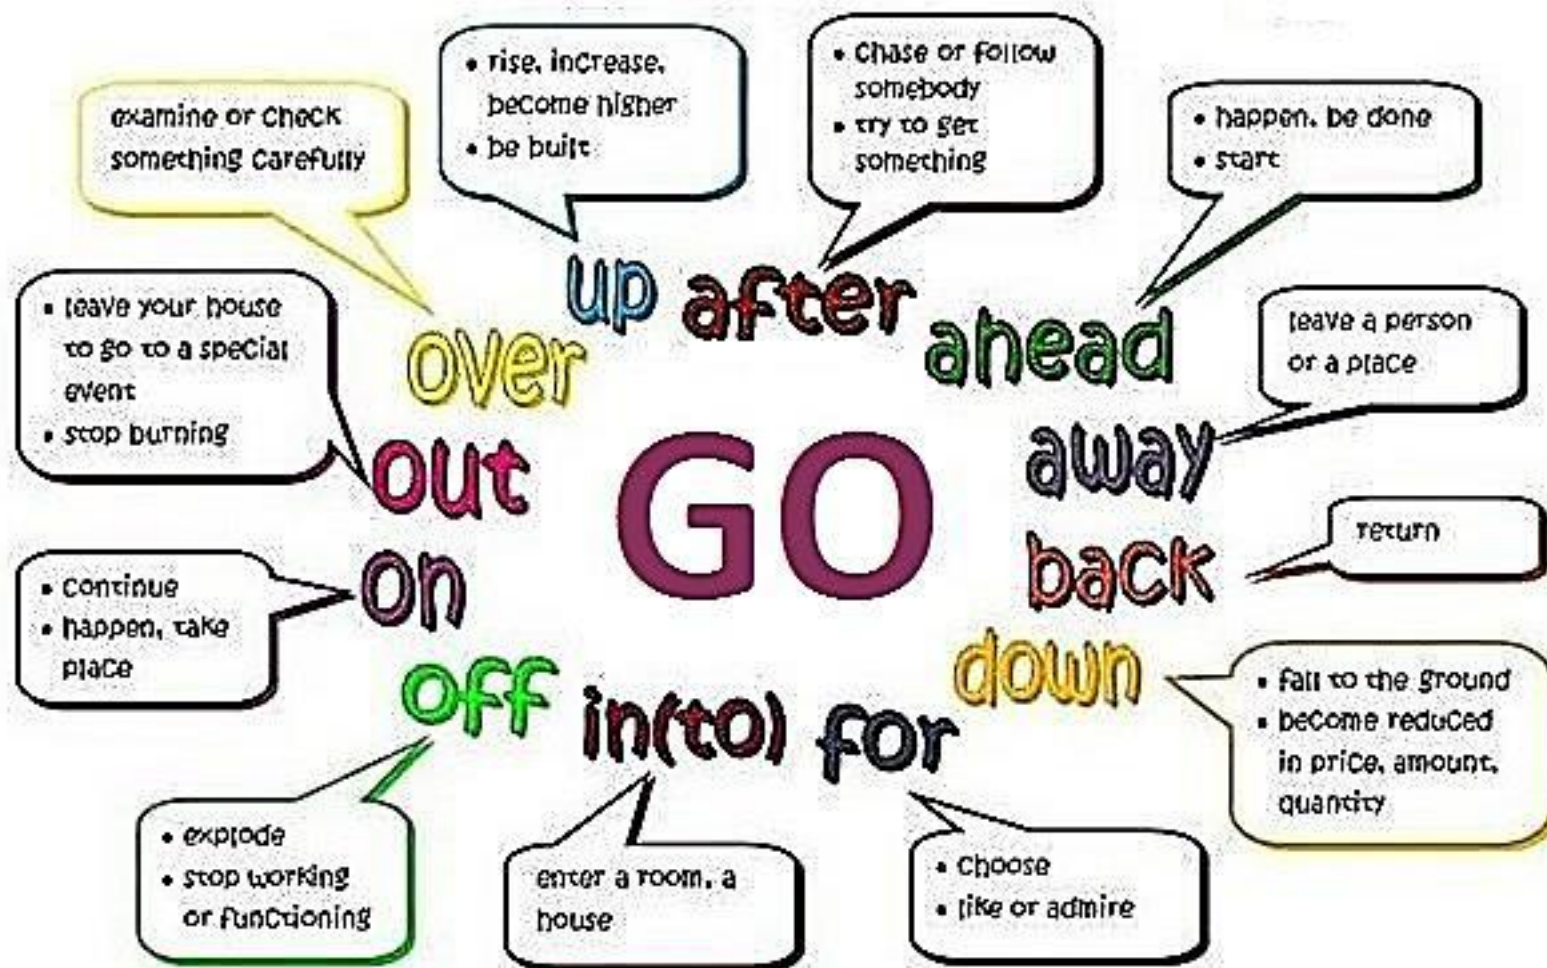 rise, increase,
become higher
be built
Chase or follow
somebody
try to get
something
examine or check
something carefully
happen, be done
start
up
after
ahead
over
leave your house
to go to a special
event
stop burning
leave a person
or a place
out
GO
away
return
back
on
continue
happen, take
place
down
fall to the ground
become reduced
in price, amount,
quantity
off
in(to)
for
explode
stop working
or functioning
enter a room, a
house
choose
like or admire